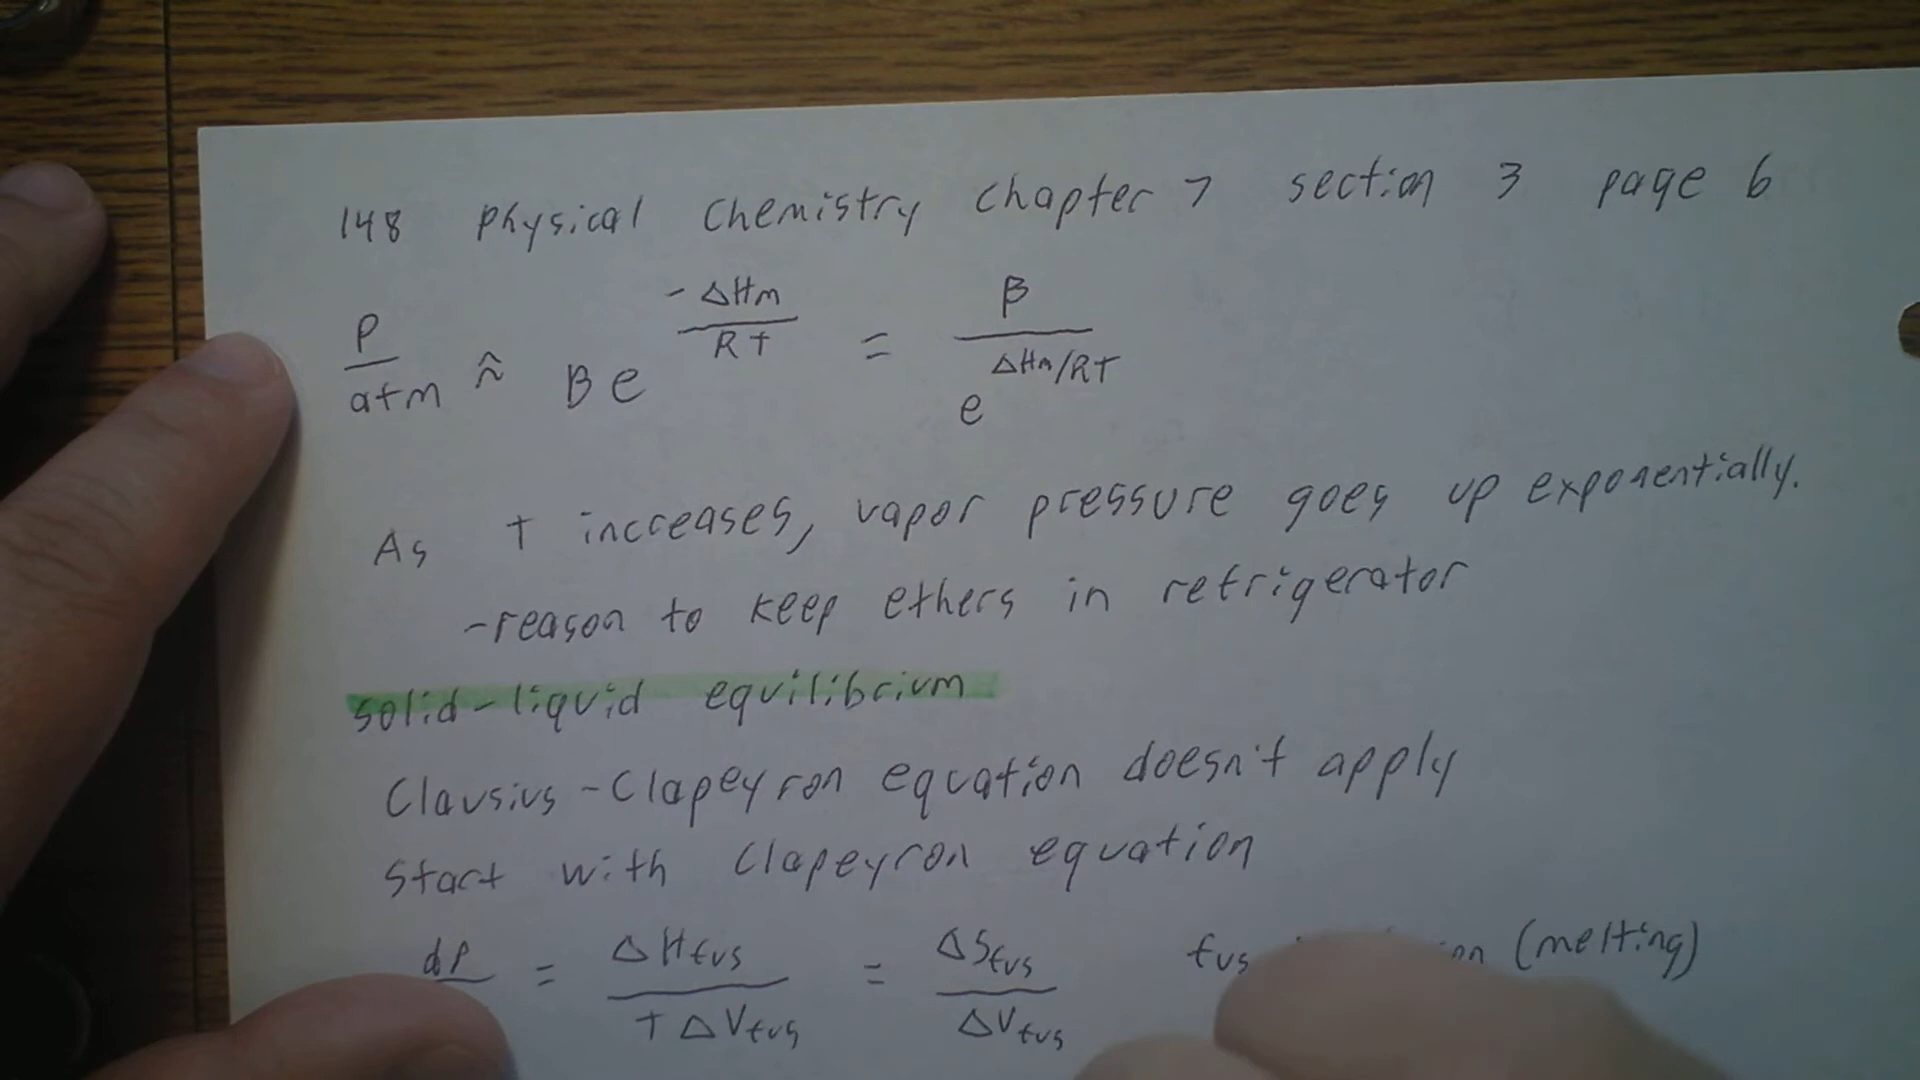 148 Physical Chemistry chapter 7 section 3 page 6
P/atm ≈ B e^(-ΔHm/RT) = B/e^(ΔHm/RT)
As T increases, vapor pressure goes up exponentially.
-reason to keep ethers in refrigerator
solid-liquid equilibrium
Clausius-Clapeyron equation doesn't apply
Start with Clapeyron equation
dP = ΔHfus/TΔVfus = ΔSfus/ΔVfus fus (melting)